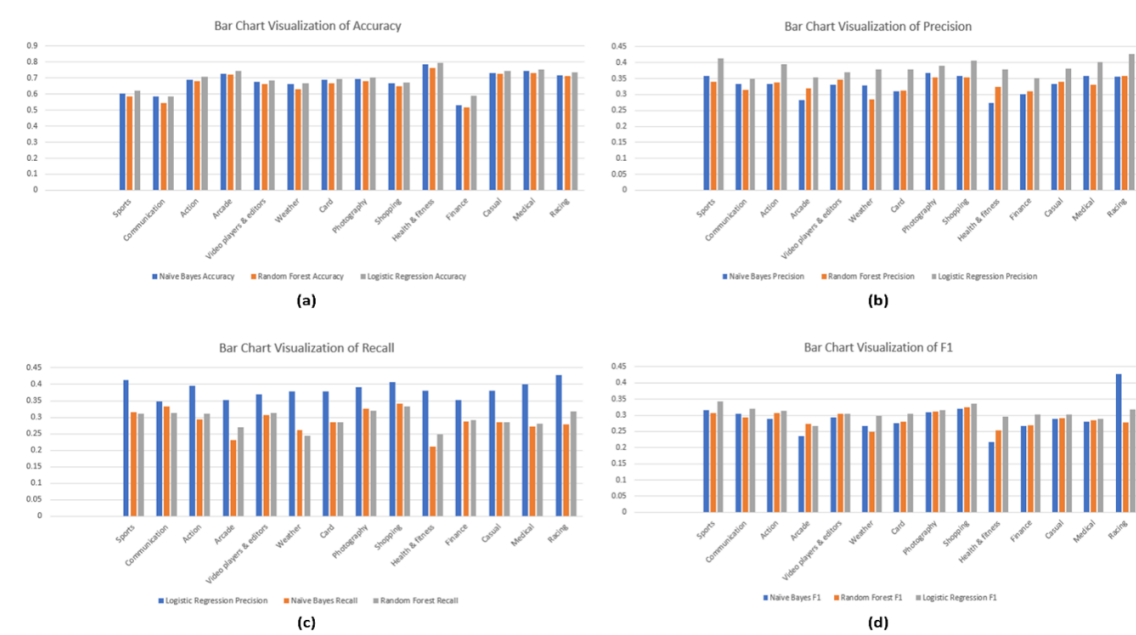 Bar Chart Visualization of Accuracy
0.9
0.8
0.7
0.6
0.5
0.4
0.3
0.2
0.1
0
Sports
Communication
Action
Arcade
Video players & editors
Weather
Card
Photography
Shopping
Health & fitness
Finance
Casual
Medical
Racing
Naïve Bayes Accuracy Random Forest Accuracy Logistic Regression Accuracy
(a)
Bar Chart Visualization of Precision
0.45
0.4
0.35
0.3
0.25
0.2
0.15
0.1
0.05
0
Sports
Communication
Action
Arcade
Video players & editors
Weather
Card
Photography
Shopping
Health & fitness
Finance
Casual
Medical
Racing
Naïve Bayes Precision Random Forest Precision Logistic Regression Precision
(b)
Bar Chart Visualization of Recall
0.45
0.4
0.35
0.3
0.25
0.2
0.15
0.1
0.05
0
Sports
Communication
Action
Arcade
Video players & editors
Weather
Card
Photography
Shopping
Health & fitness
Finance
Casual
Medical
Racing
Logistic Regression Precision Naïve Bayes Recall Random Forest Recall
(c)
Bar Chart Visualization of F1
0.45
0.4
0.35
0.3
0.25
0.2
0.15
0.1
0.05
0
Sports
Communication
Action
Arcade
Video players & editors
Weather
Card
Photography
Shopping
Health & fitness
Finance
Casual
Medical
Racing
Naïve Bayes F1 Random Forest F1 Logistic Regression F1
(d)